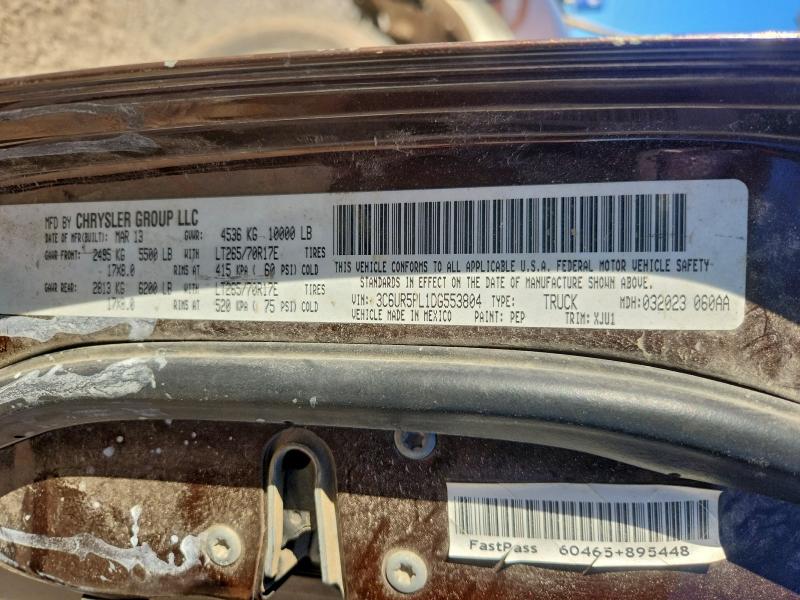 MFD BY CHRYSLER GROUP LLC
DATE OF MFR(BUILT): MAR 13 GVWR: 4536 KG 10000 LB
GAWR FRONT: 2495 KG 5500 LB WITH LT265/70R17E TIRES
17X8.0 RIMS AT 415 KPA ( 60 PSI) COLD
GAWR REAR: 2813 KG 6200 LB WITH LT265/70R17E TIRES
17X8.0 RIMS AT 520 KPA ( 75 PSI) COLD
THIS VEHICLE CONFORMS TO ALL APPLICABLE U.S.A. FEDERAL MOTOR VEHICLE SAFETY
STANDARDS IN EFFECT ON THE DATE OF MANUFACTURE SHOWN ABOVE.
VIN: 3C6UR5PL1DG553804 TYPE: TRUCK MDH: 032023 060AA
VEHICLE MADE IN MEXICO PAINT: PEP TRIM: XJU1
FastPass 60465+895448